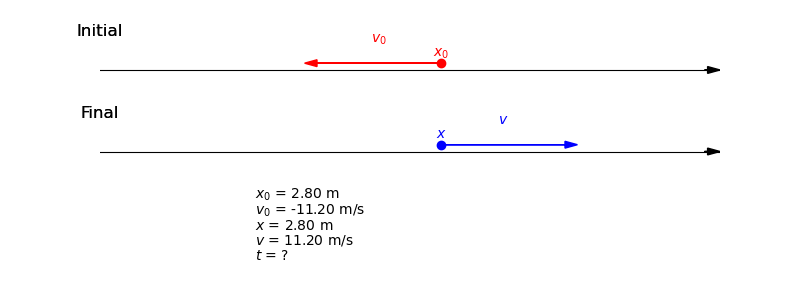 Initial
v₀
x₀
Final
v
x
x₀ = 2.80 m
v₀ = -11.20 m/s
x = 2.80 m
v = 11.20 m/s
t = ?